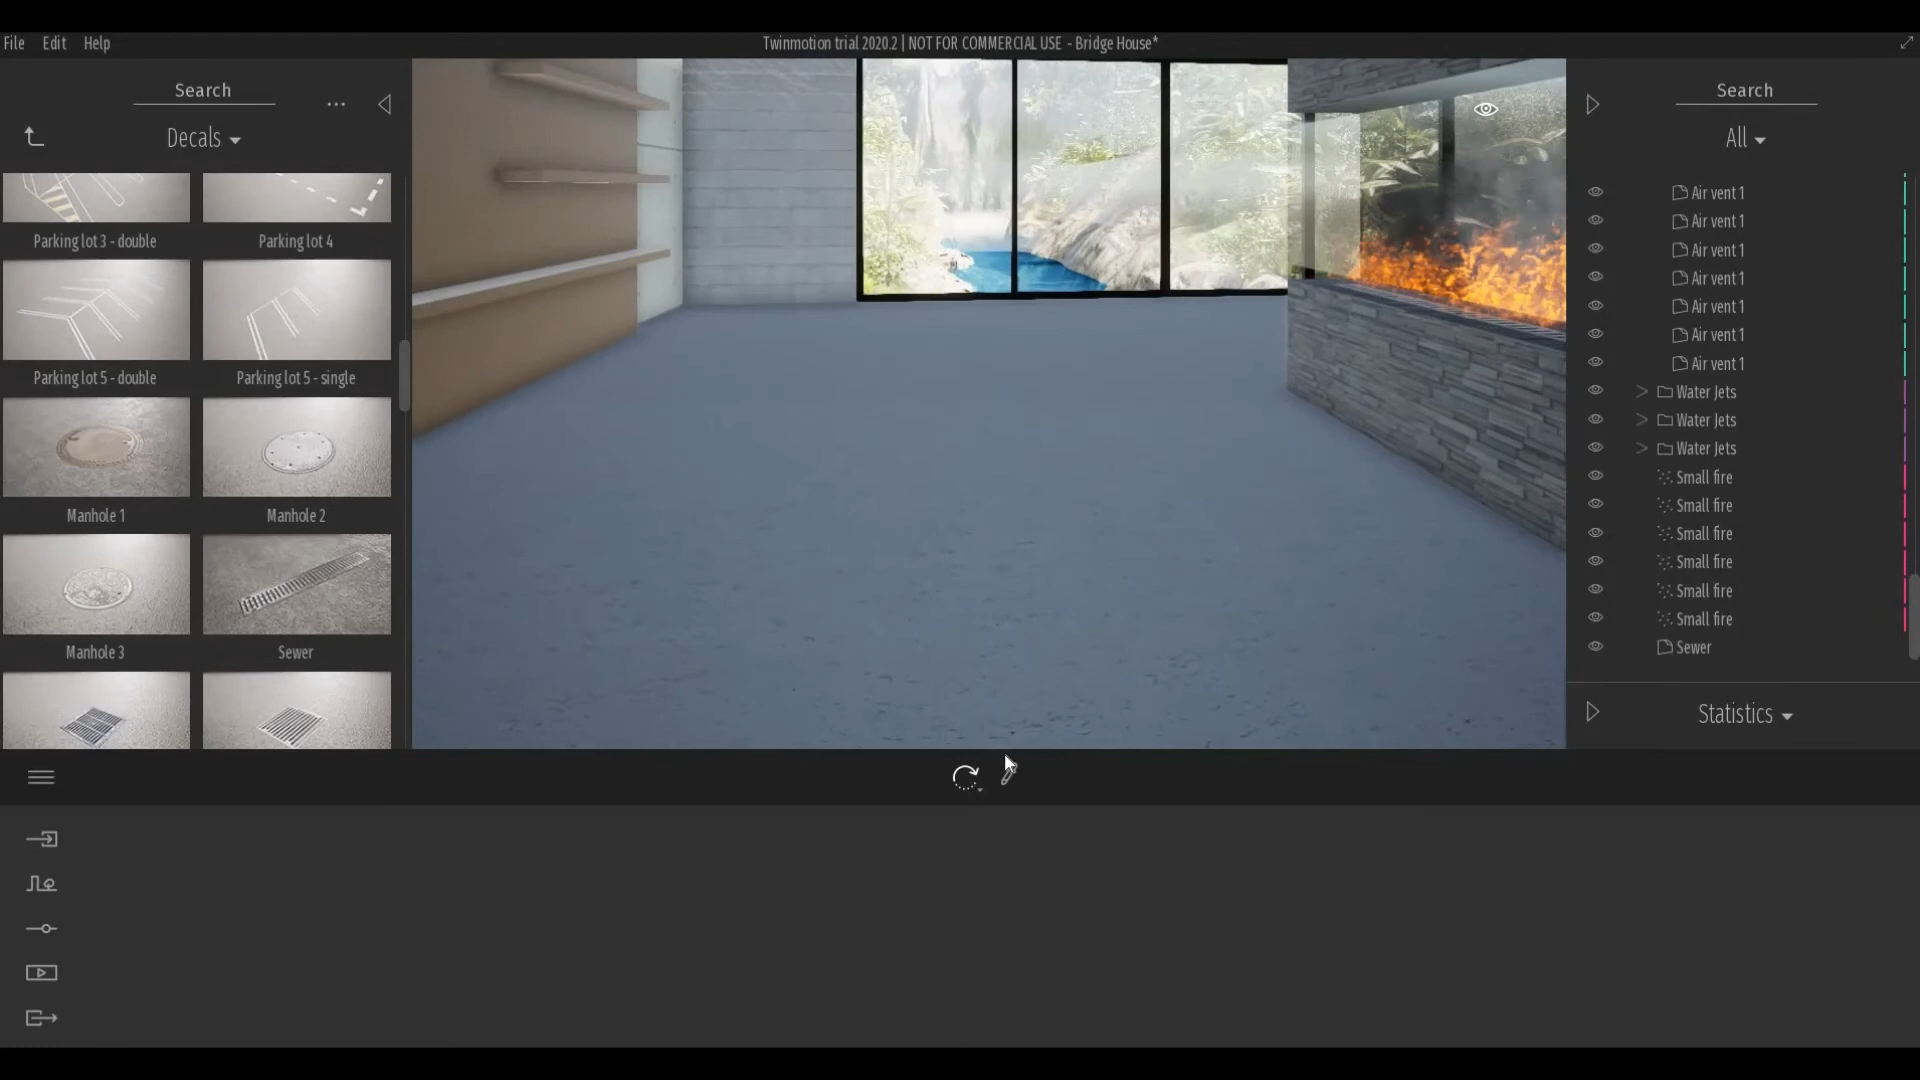 File Edit Help
Twinmotion trial 2020.2 | NOT FOR COMMERCIAL USE - Bridge House*
Search
Decals
Parking lot 3 - double
Parking lot 4
Parking lot 5 - double
Parking lot 5 - single
Manhole 1
Manhole 2
Manhole 3
Sewer
Search
All
Air vent 1
Air vent 1
Air vent 1
Air vent 1
Air vent 1
Air vent 1
Air vent 1
Water Jets
Water Jets
Water Jets
Small fire
Small fire
Small fire
Small fire
Small fire
Small fire
Sewer
Statistics